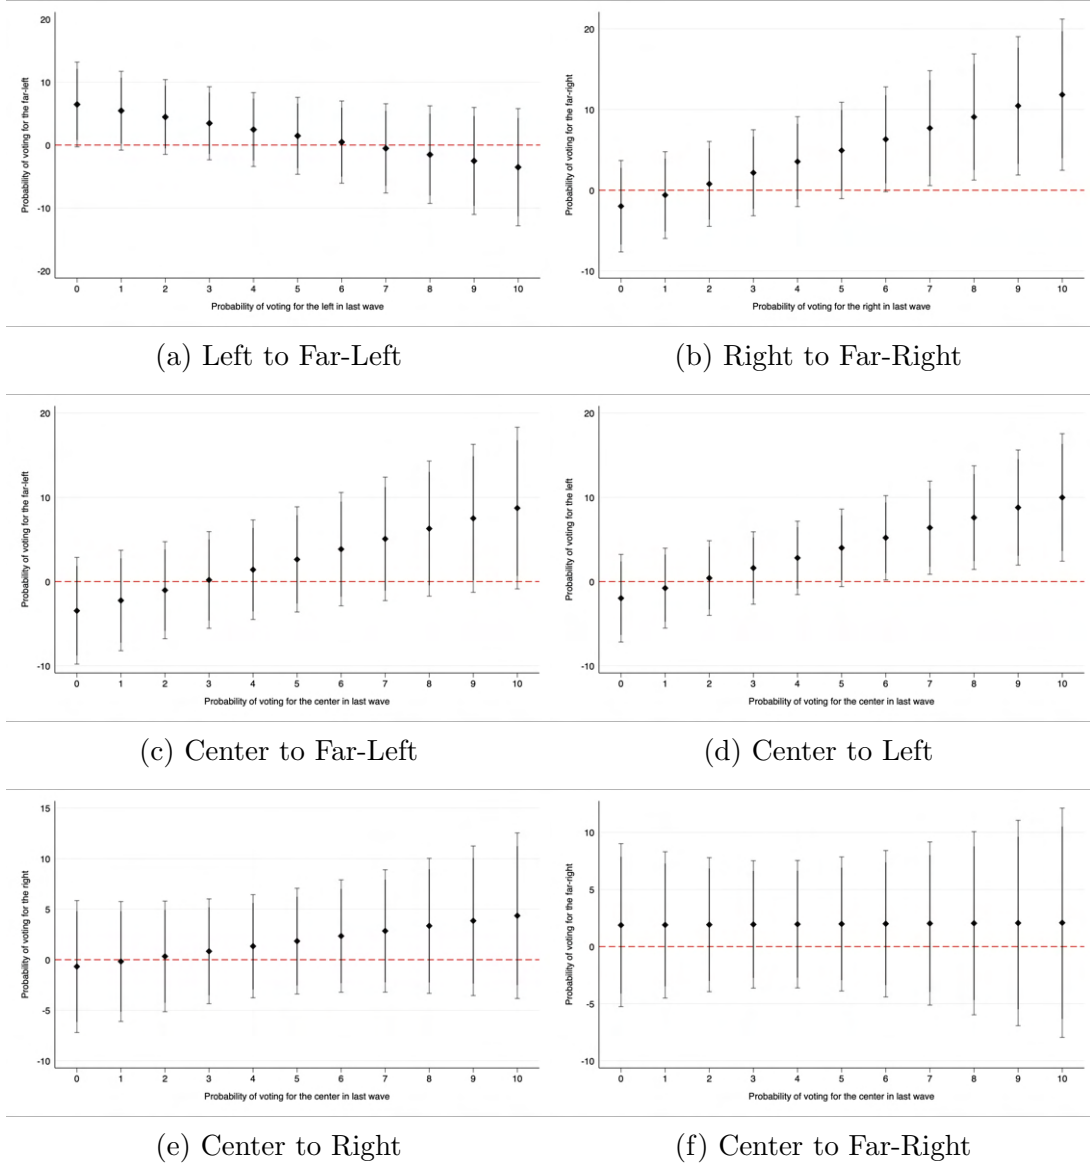 20
10
0
-10
-20
Probability of voting for the far-left
0 1 2 3 4 5 6 7 8 9 10
Probability of voting for the left in last wave
(a) Left to Far-Left
20
10
0
-10
Probability of voting for the far-right
0 1 2 3 4 5 6 7 8 9 10
Probability of voting for the right in last wave
(b) Right to Far-Right
20
10
0
-10
Probability of voting for the far-left
0 1 2 3 4 5 6 7 8 9 10
Probability of voting for the center in last wave
(c) Center to Far-Left
20
10
0
-10
Probability of voting for the left
0 1 2 3 4 5 6 7 8 9 10
Probability of voting for the center in last wave
(d) Center to Left
15
10
5
0
-5
-10
Probability of voting for the right
0 1 2 3 4 5 6 7 8 9 10
Probability of voting for the center in last wave
(e) Center to Right
10
5
0
-5
-10
Probability of voting for the far-right
0 1 2 3 4 5 6 7 8 9 10
Probability of voting for the center in last wave
(f) Center to Far-Right